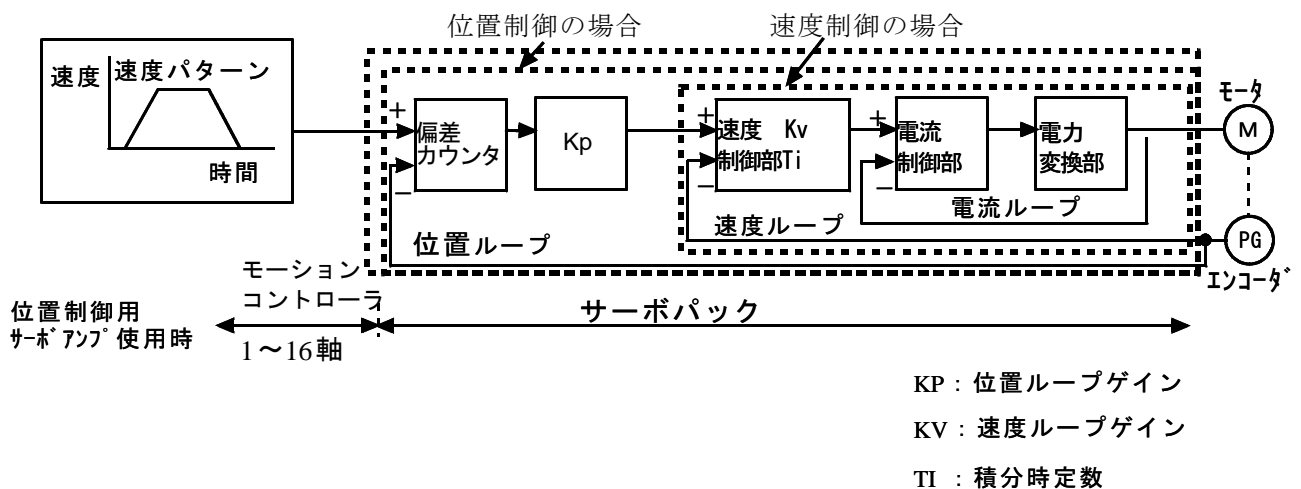 位置制御の場合
速度制御の場合
速度
速度パターン
時間
+
−
偏差
カウンタ
Kp
+
−
速度 Kv
制御部Ti
+
−
電流
制御部
電力
変換部
モータ
M
電流ループ
速度ループ
位置ループ
PG
エンコーダ
モーション
コントローラ
サーボパック
位置制御用
サーボアンプ使用時
1～16軸
KP：位置ループゲイン
KV：速度ループゲイン
TI：積分時定数